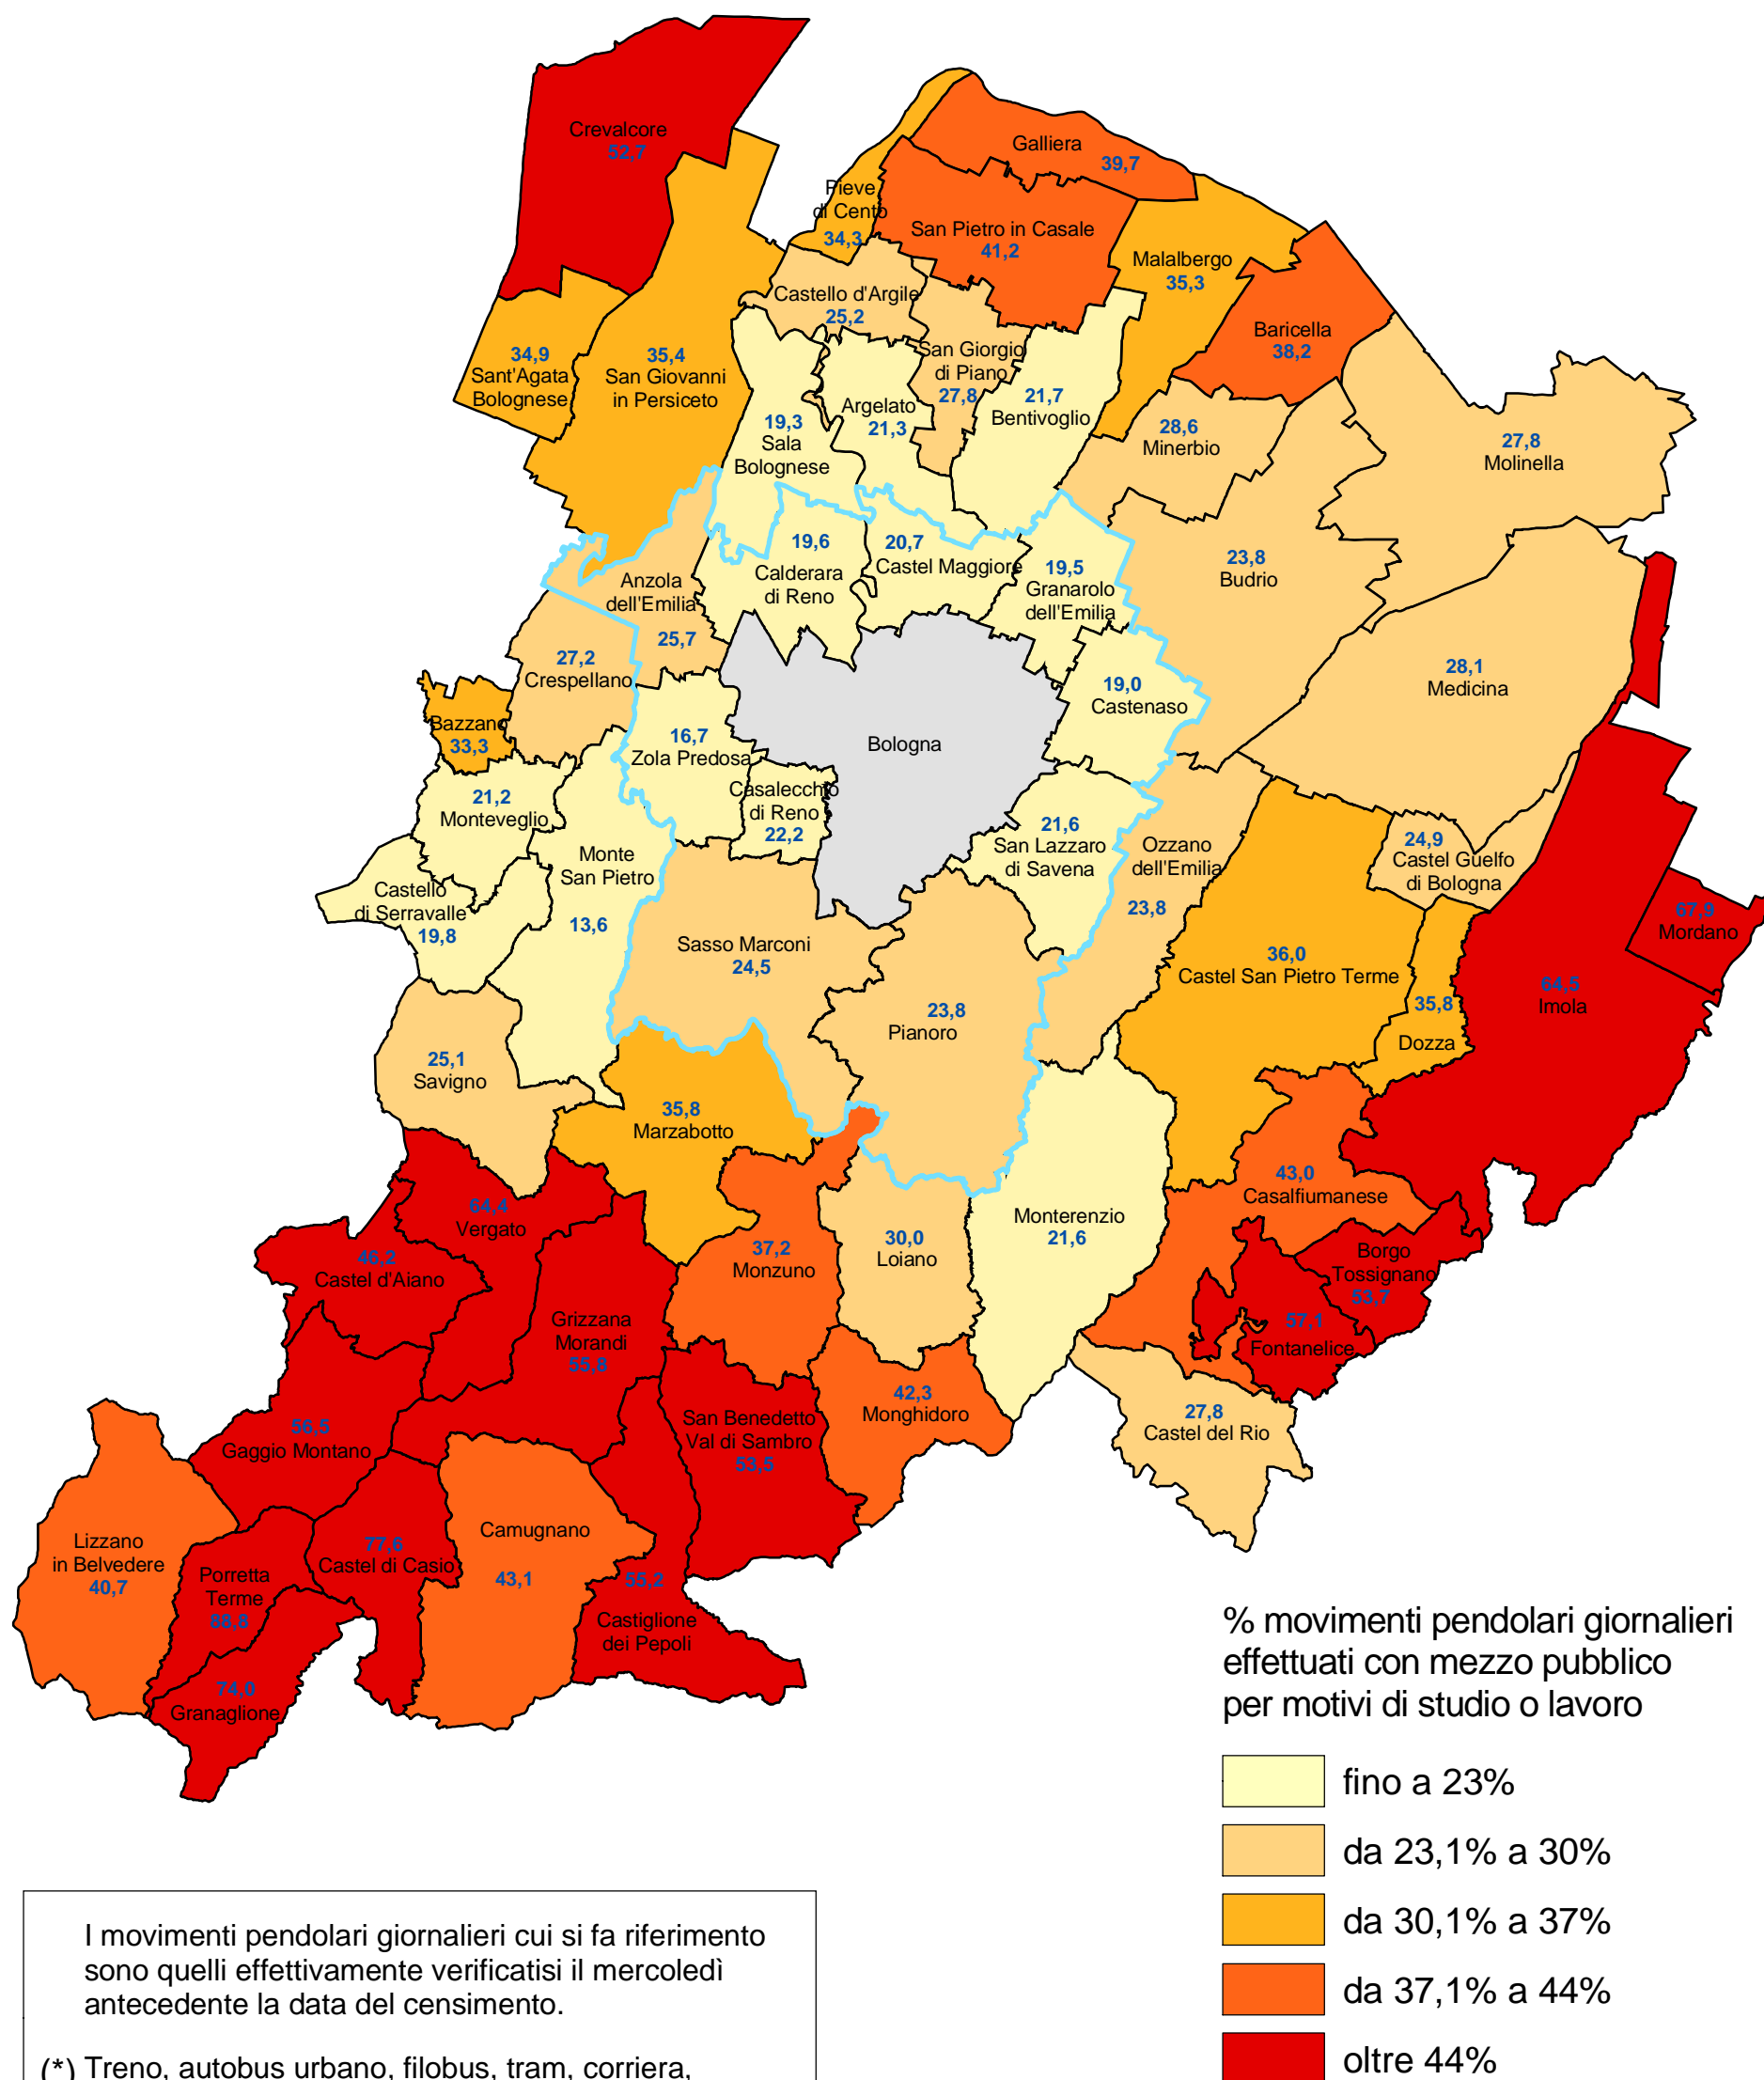 Crevalcore
52,7
Galliera
39,7
Pieve
di Cento
34,3
San Pietro in Casale
41,2
Malalbergo
35,3
Castello d'Argile
25,2
Baricella
38,2
34,9
Sant'Agata
Bolognese
35,4
San Giovanni
in Persiceto
San Giorgio
di Piano
27,8
21,7
Bentivoglio
Argelato
21,3
19,3
Sala
Bolognese
28,6
Minerbio
27,8
Molinella
19,6
Calderara
di Reno
20,7
Castel Maggiore
19,5
Granarolo
dell'Emilia
23,8
Budrio
Anzola
dell'Emilia
25,7
27,2
Crespellano
28,1
Medicina
19,0
Castenaso
Bazzano
33,3
16,7
Zola Predosa
Bologna
Casalecchio
di Reno
22,2
21,2
Monteveglio
21,6
San Lazzaro
di Savena
Ozzano
dell'Emilia
23,8
24,9
Castel Guelfo
di Bologna
Monte
San Pietro
13,6
Castello
di Serravalle
19,8
67,9
Mordano
Sasso Marconi
24,5
36,0
Castel San Pietro Terme
64,5
Imola
23,8
Pianoro
35,8
Dozza
25,1
Savigno
35,8
Marzabotto
43,0
Casalfiumanese
64,4
Vergato
Monterenzio
21,6
30,0
Loiano
37,2
Monzuno
46,2
Castel d'Aiano
Borgo
Tossignano
53,7
Grizzana
Morandi
55,8
57,1
Fontanelice
42,3
Monghidoro
27,8
Castel del Rio
San Benedetto
Val di Sambro
53,5
56,5
Gaggio Montano
Lizzano
in Belvedere
40,7
77,6
Castel di Casio
Camugnano
43,1
Porretta
Terme
88,8
55,2
Castiglione
dei Pepoli
74,0
Granaglione
% movimenti pendolari giornalieri
effettuati con mezzo pubblico
per motivi di studio o lavoro
fino a 23%
da 23,1% a 30%
da 30,1% a 37%
da 37,1% a 44%
oltre 44%
I movimenti pendolari giornalieri cui si fa riferimento
sono quelli effettivamente verificatisi il mercoledì
antecedente la data del censimento.
(*) Treno, autobus urbano, filobus, tram, corriera,